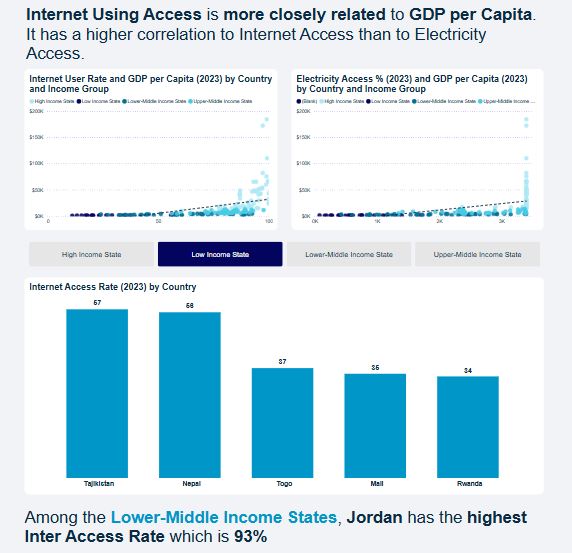 Internet Using Access is more closely related to GDP per Capita.
It has a higher correlation to Internet Access than to Electricity
Access.
Internet User Rate and GDP per Capita (2023) by Country
and Income Group
High Income State Low Income State Lower-Middle Income State Upper-Middle Income State
$200K
$150K
$100K
$50K
$0K
0 50 100
Electricity Access % (2023) and GDP per Capita (2023)
by Country and Income Group
(Blank) High Income State Low Income State Lower-Middle Income State Upper-Middle Income ...
$200K
$150K
$100K
$50K
$0K
0K 1K 2K 3K
High Income State Low Income State Lower-Middle Income State Upper-Middle Income State
Internet Access Rate (2023) by Country
57 56 37 35 34
Tajikistan Nepal Togo Mali Rwanda
Among the Lower-Middle Income States, Jordan has the highest
Inter Access Rate which is 93%